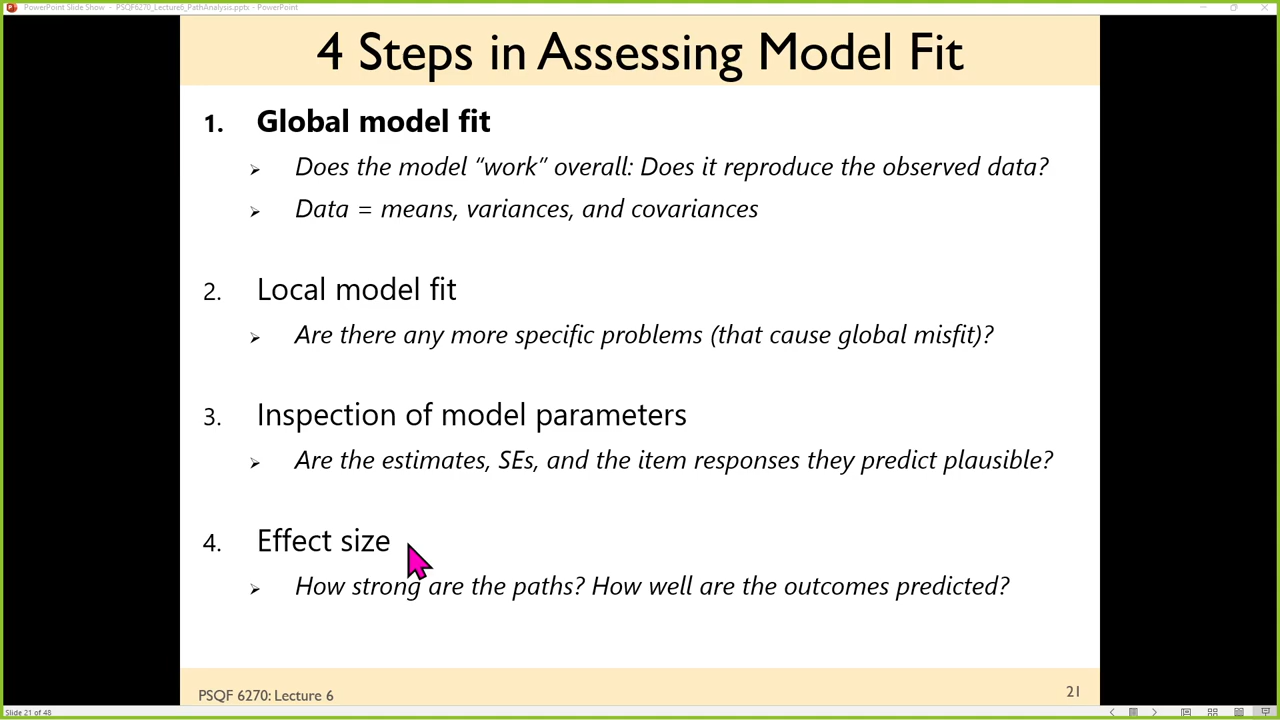 PowerPoint Slide Show - PSQF6270_Lecture6_PathAnalysis.pptx - PowerPoint
4 Steps in Assessing Model Fit
1. Global model fit
➢ Does the model “work” overall: Does it reproduce the observed data?
➢ Data = means, variances, and covariances
2. Local model fit
➢ Are there any more specific problems (that cause global misfit)?
3. Inspection of model parameters
➢ Are the estimates, SEs, and the item responses they predict plausible?
4. Effect size
➢ How strong are the paths? How well are the outcomes predicted?
PSQF 6270: Lecture 6
21
Slide 21 of 48